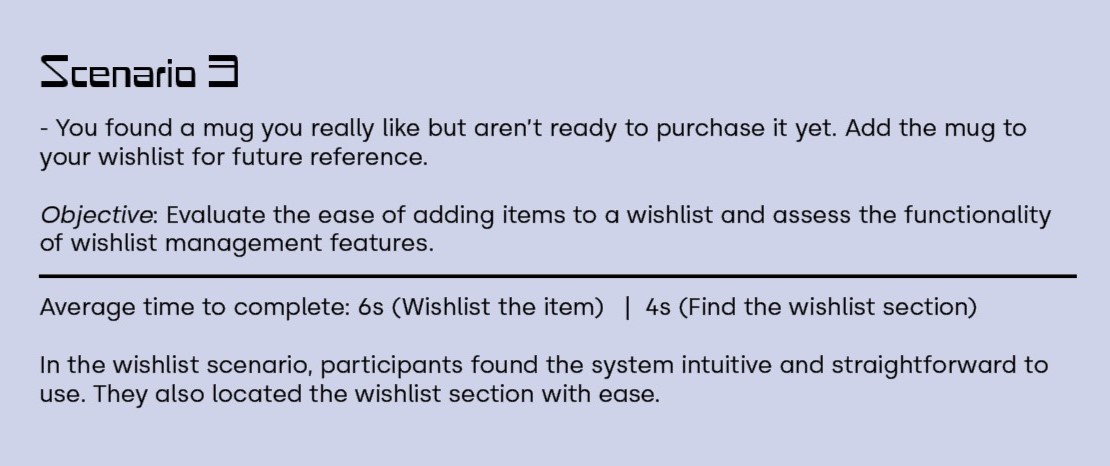 Scenario 3
- You found a mug you really like but aren't ready to purchase it yet. Add the mug to
your wishlist for future reference.
Objective: Evaluate the ease of adding items to a wishlist and assess the functionality
of wishlist management features.
Average time to complete: 6s (Wishlist the item) | 4s (Find the wishlist section)
In the wishlist scenario, participants found the system intuitive and straightforward to
use. They also located the wishlist section with ease.